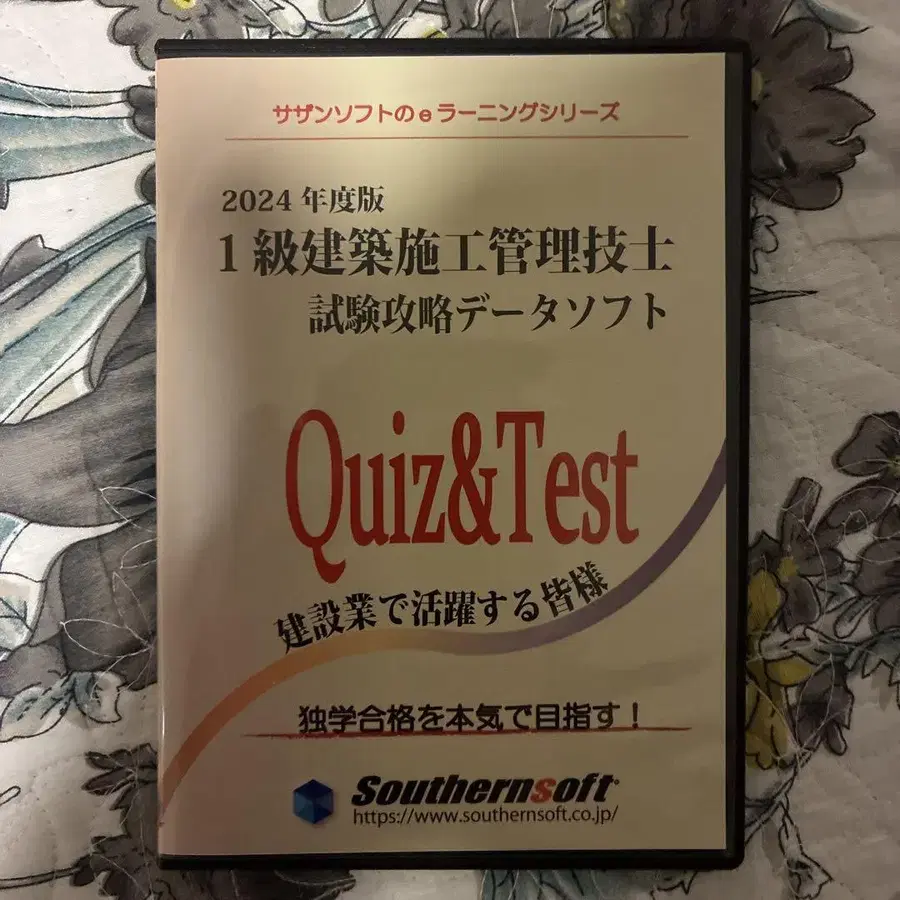 サザンソフトのeラーニングシリーズ
2024 年度版
1級建築施工管理技士
試験攻略データソフト
Quiz&Test
建設業で活躍する皆様
独学合格を本気で目指す!
Southernsoft®
https://www.southernsoft.co.jp/